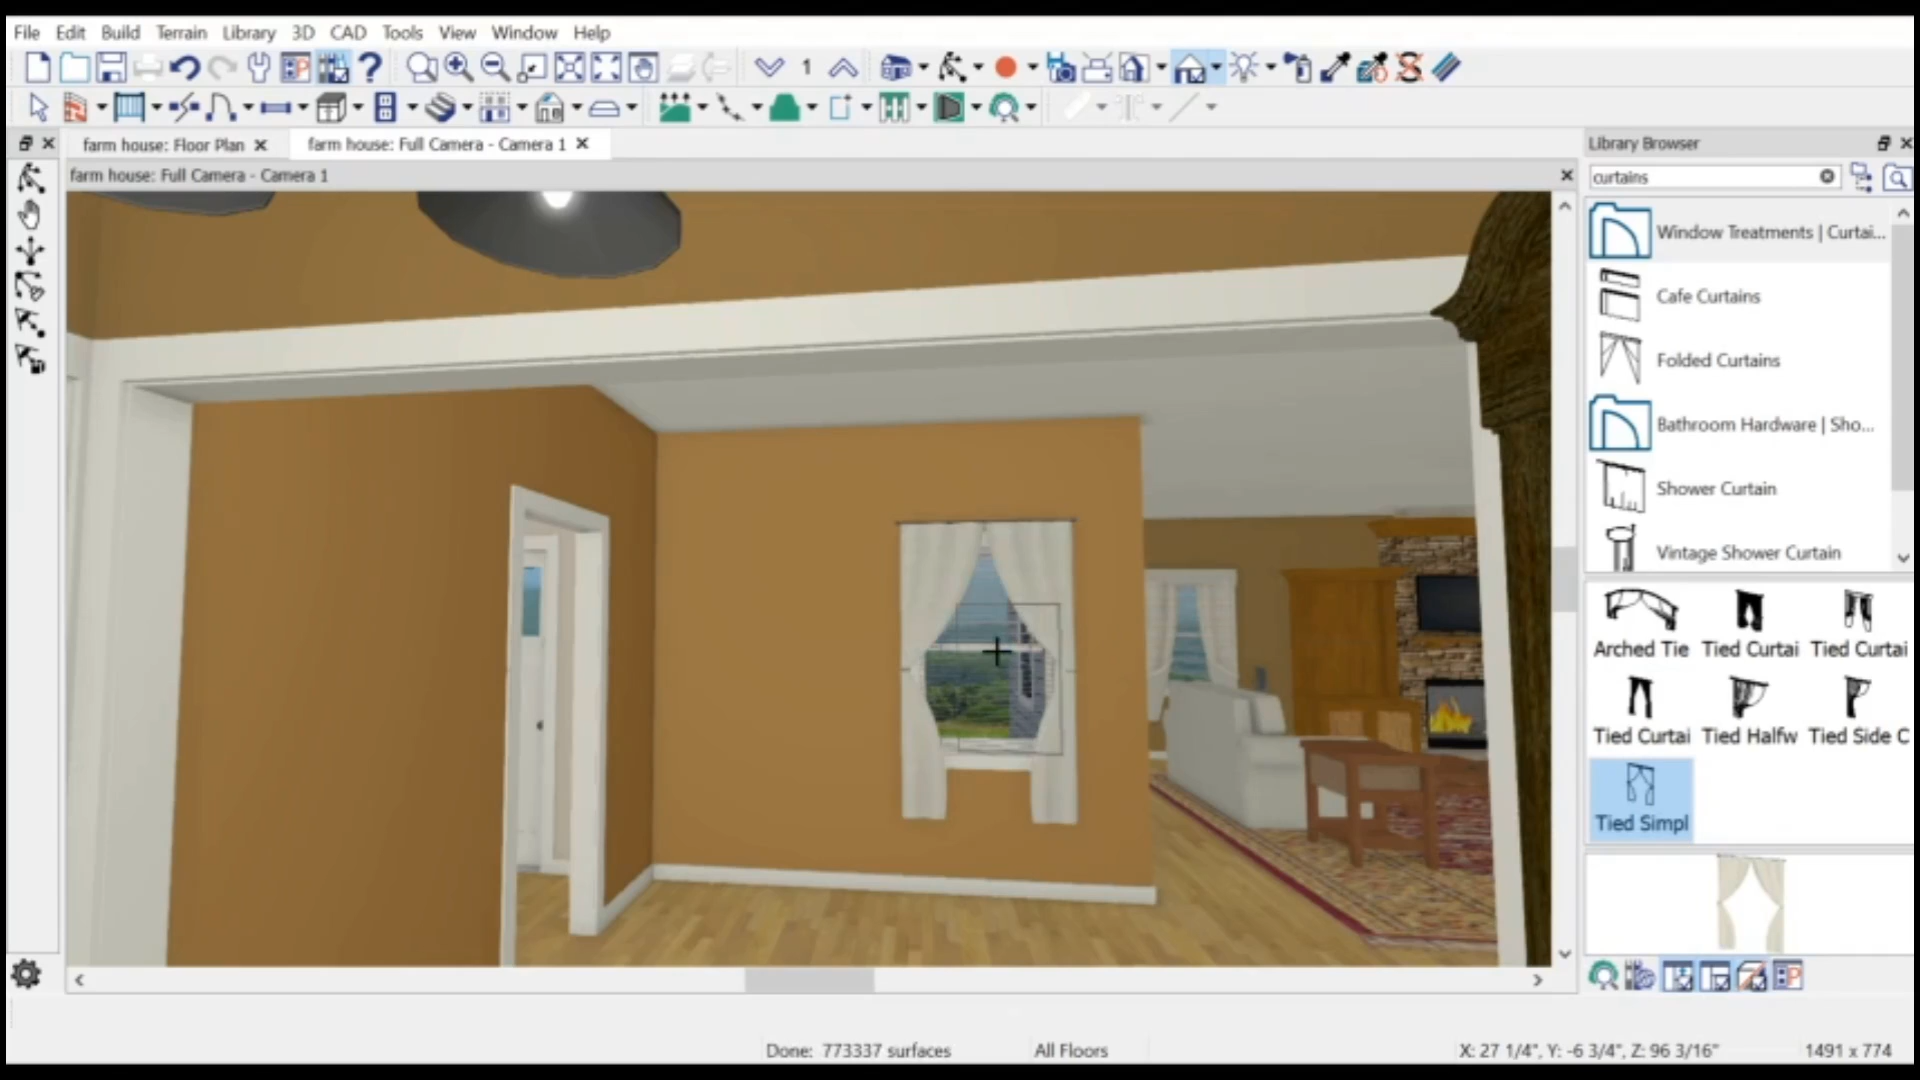 File Edit Build Terrain Library 3D CAD Tools View Window Help
1
farm house: Floor Plan
farm house: Full Camera - Camera 1
farm house: Full Camera - Camera 1
Library Browser
curtains
Window Treatments | Curtai...
Cafe Curtains
Folded Curtains
Bathroom Hardware | Sho...
Shower Curtain
Vintage Shower Curtain
Arched Tie Tied Curtai Tied Curtai
Tied Curtai Tied Halfw Tied Side C
Tied Simpl
Done: 773337 surfaces
All Floors
X: 27 1/4", Y: -6 3/4", Z: 96 3/16"
1491 x 774